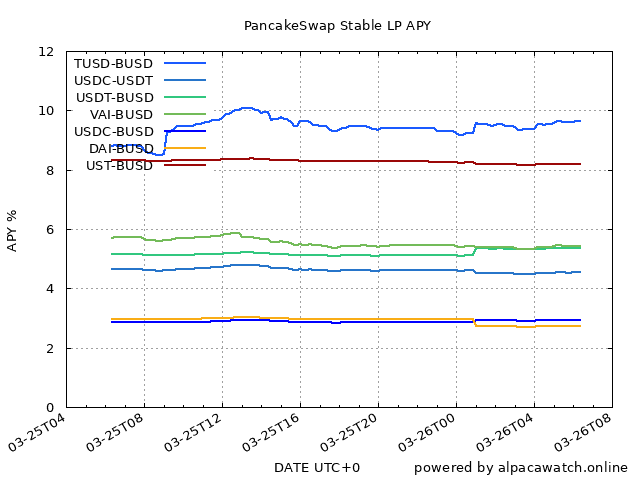 PancakeSwap Stable LP APY
12
10
8
6
4
2
0
APY %
TUSD-BUSD
USDC-USDT
USDT-BUSD
VAI-BUSD
USDC-BUSD
DAI-BUSD
UST-BUSD
03-25T04
03-25T08
03-25T12
03-25T16
03-25T20
03-26T00
03-26T04
03-26T08
DATE UTC+0
powered by alpacawatch.online